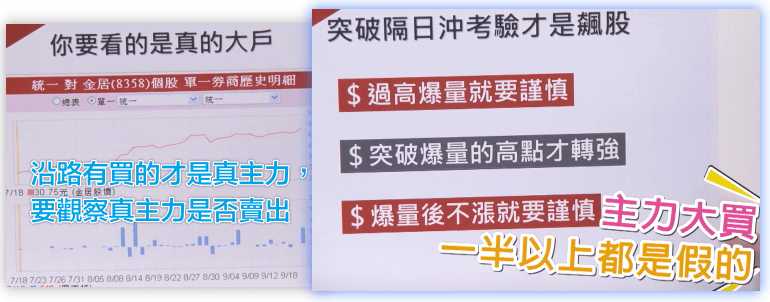 你要看的是真的大戶
統一 對 金居(8358)個股 單一券商歷史明細
總表 單一 統一 統一
沿路有買的才是真主力，
7/18 30.75元 (金居股價)
要觀察真主力是否賣出
7/18 7/23 7/26 7/31 8/05 8/08 8/14 8/19 8/22 8/27 8/30 9/04 9/09 9/12 9/18
突破隔日沖考驗才是飆股
$過高爆量就要謹慎
$突破爆量的高點才轉強
$爆量後不漲就要謹慎
主力大買
一半以上都是假的